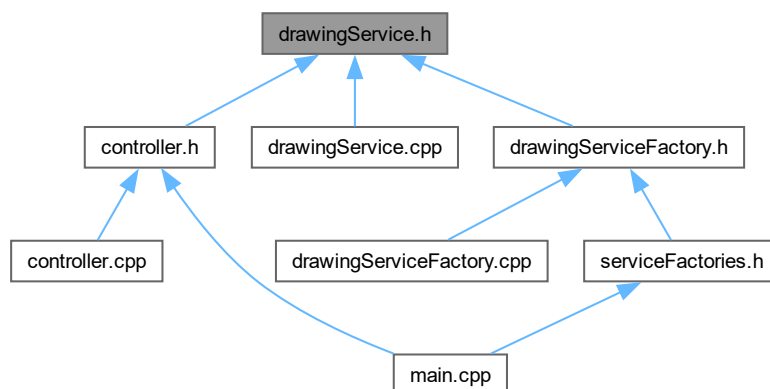 drawingService.h
controller.h
drawingService.cpp
drawingServiceFactory.h
controller.cpp
drawingServiceFactory.cpp
serviceFactories.h
main.cpp